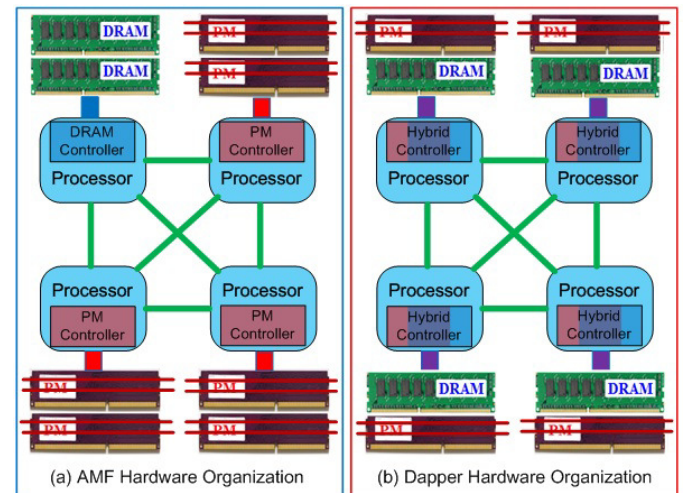 DRAM
DRAM
PM
PM
DRAM
Controller
Processor
PM
Controller
Processor
Processor
PM
Controller
Processor
PM
Controller
PM
PM
PM
PM
(a) AMF Hardware Organization
PM
DRAM
PM
DRAM
Hybrid
Controller
Processor
Hybrid
Controller
Processor
Processor
Hybrid
Controller
Processor
Hybrid
Controller
DRAM
PM
DRAM
PM
(b) Dapper Hardware Organization